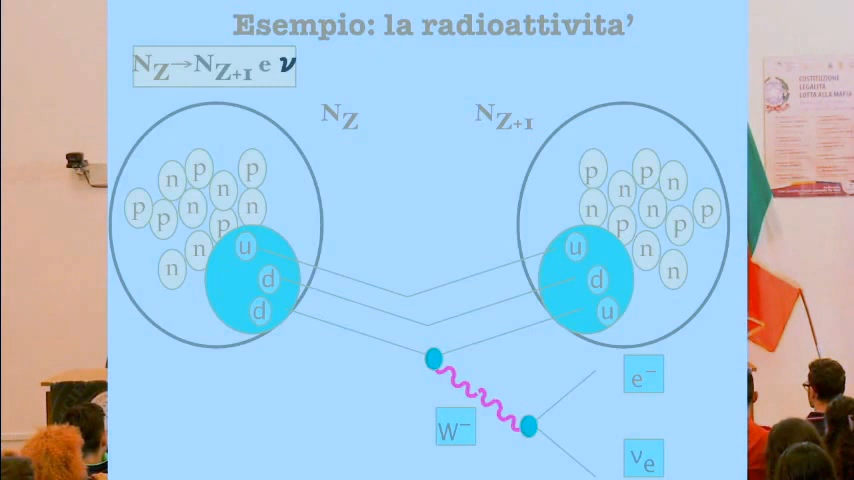 Esempio: la radioattivita'
NZ→NZ+1 e ν
NZ
NZ+1
p
p
n
n
p
n
n
p
p
n
n
u
d
d
p
p
n
n
n
n
p
p
p
n
n
u
d
u
e−
W−
νe
COSTITUZIONE
LEGALITÀ
LOTTA ALLA MAFIA